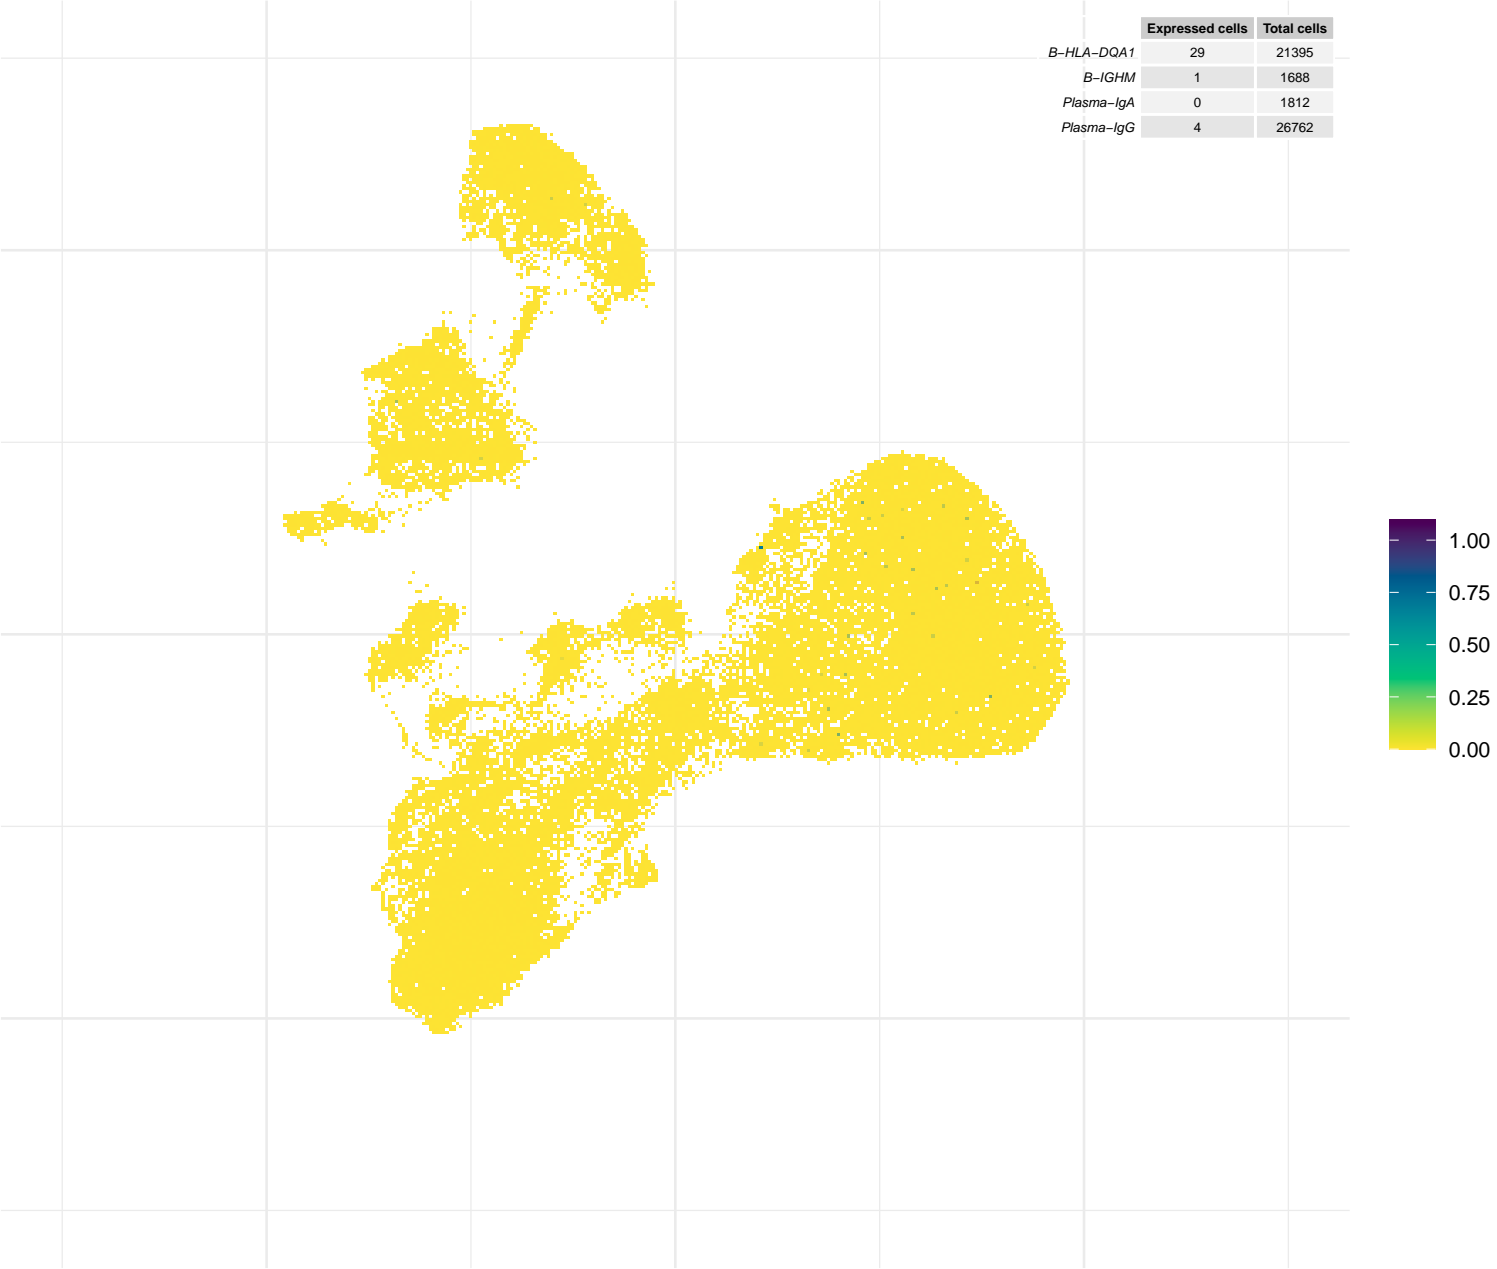 Expressed cells Total cells
B−HLA−DQA1 29 21395
B−IGHM 1 1688
Plasma−IgA 0 1812
Plasma−IgG 4 26762
1.00
0.75
0.50
0.25
0.00